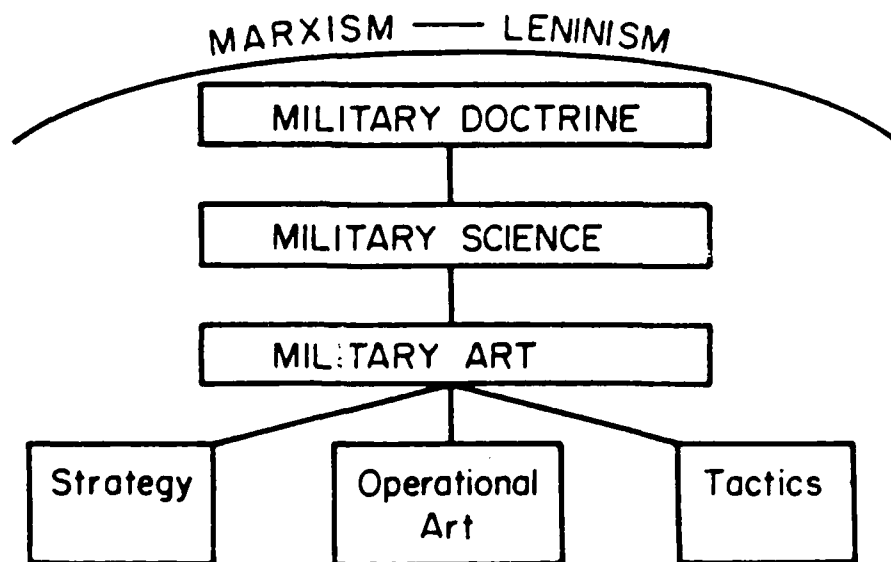 MARXISM — LENINISM
MILITARY DOCTRINE
MILITARY SCIENCE
MILITARY ART
Strategy
Operational
Art
Tactics